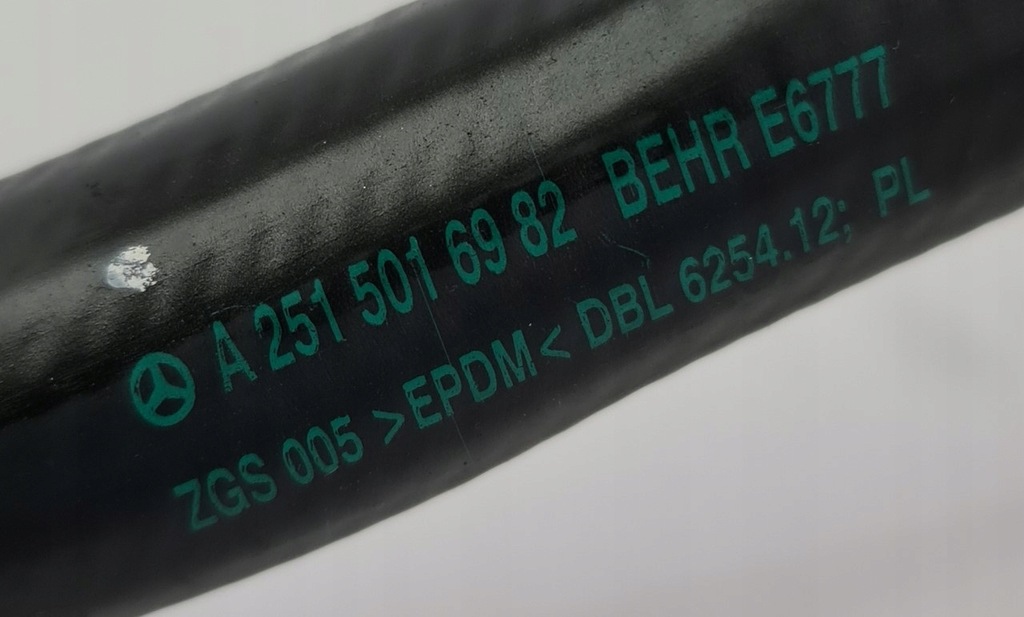 A 251 501 69 82 BEHR E6777
ZGS 005 >EPDM< DBL 6254.12; PL